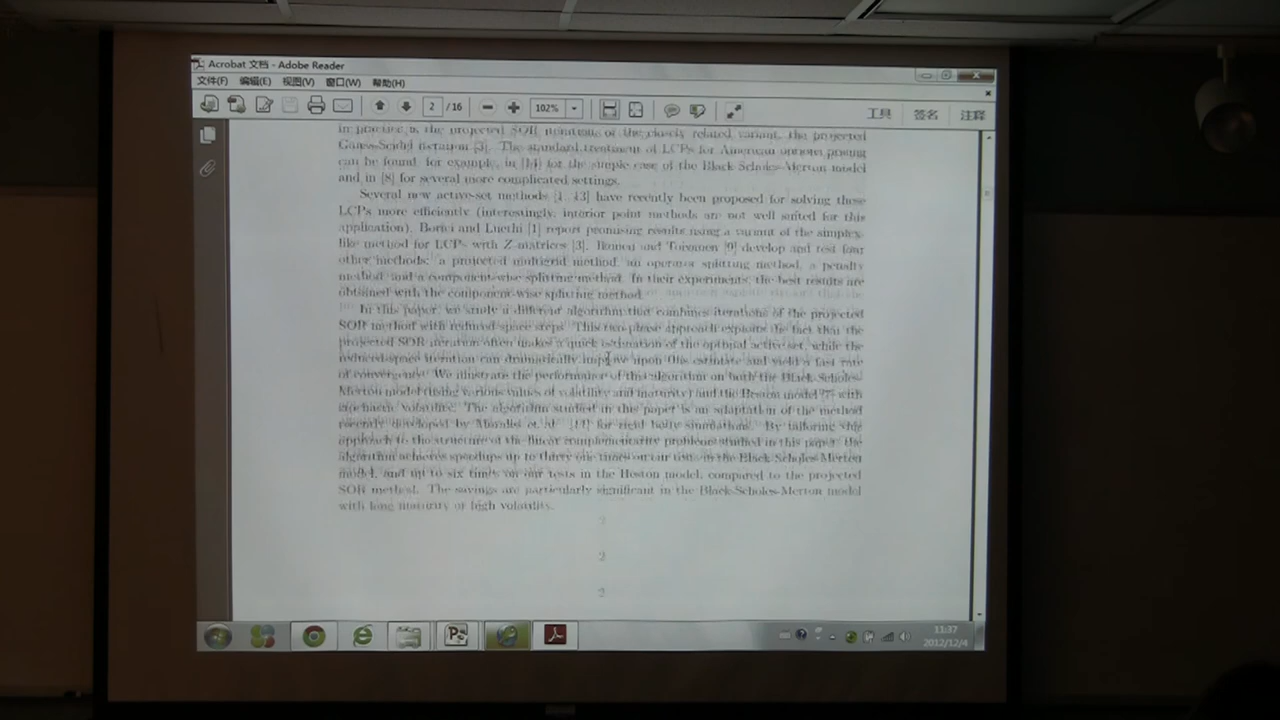 Acrobat 文档 - Adobe Reader
文件(F) 编辑(E) 视图(V) 窗口(W) 帮助(H)
2 / 16 102% 工具 签名 注释
in practice is the projected SOR iteration of the closely related variant, the projected
Gauss-Seidel iteration [3]. The standard treatment of LCPs for American options pricing
can be found, for example, in [14] for the simple case of the Black-Scholes-Merton model
and in [8] for several more complicated settings.
Several new active-set methods [1, 13] have recently been proposed for solving these
LCPs more efficiently (interestingly, interior point methods are not well suited for this
application). Borici and Luethi [1] report promising results using a variant of the simplex-
like method for LCPs with Z-matrices [3]. Ikonen and Toivanen [9] develop and test four
other methods: a projected multigrid method, an operator splitting method, a penalty
method, and a component-wise splitting method. In their experiments, the best results are
obtained with the component-wise splitting method.
In this paper, we study a different algorithm that combines iterations of the projected
SOR method with reduced-space steps. This two-phase approach exploits the fact that the
projected SOR iteration often makes a quick estimation of the optimal active set, while the
reduced-space iteration can dramatically improve upon this estimate and yield a fast rate
of convergence. We illustrate the performance of this algorithm on both the Black-Scholes-
Merton model (using various values of volatility and maturity) and the Heston model [7] with
stochastic volatility. The algorithm studied in this paper is an adaptation of the method
recently developed by Morales et al. [11] for rigid body simulations. By tailoring this
approach to the structure of the linear complementarity problem studied in this paper, the
algorithm achieves speedups up to thirty one times on our tests in the Black-Scholes-Merton
model, and up to six times on our tests in the Heston model, compared to the projected
SOR method. The savings are particularly significant in the Black-Scholes-Merton model
with long maturity or high volatility.
2
2
2
11:37
2012/12/4